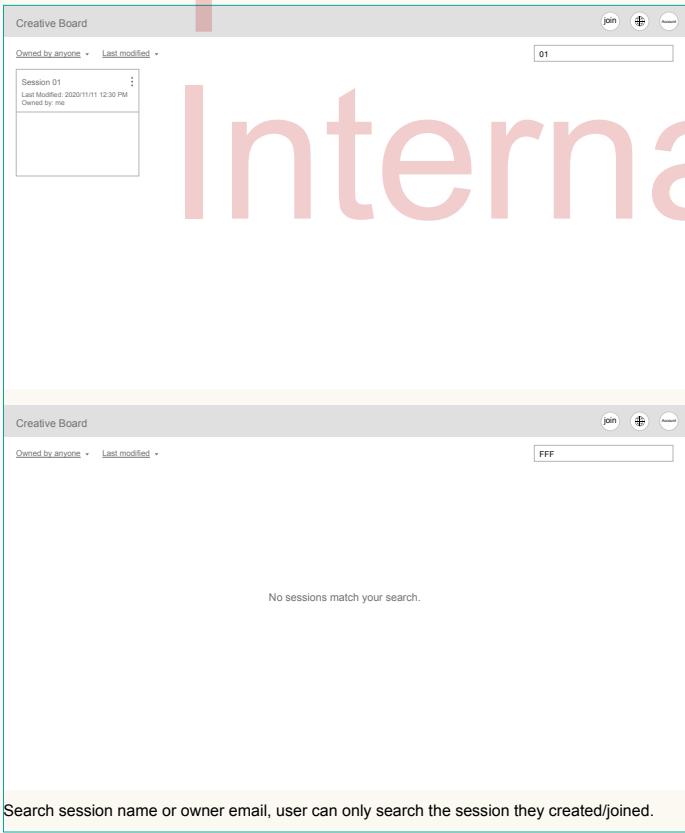 Creative Board
join
Account
Owned by anyone
Last modified
01
Session 01
Last Modified: 2020/11/11 12:30 PM
Owned by: me
Interna
Creative Board
join
Account
Owned by anyone
Last modified
FFF
No sessions match your search.
Search session name or owner email, user can only search the session they created/joined.